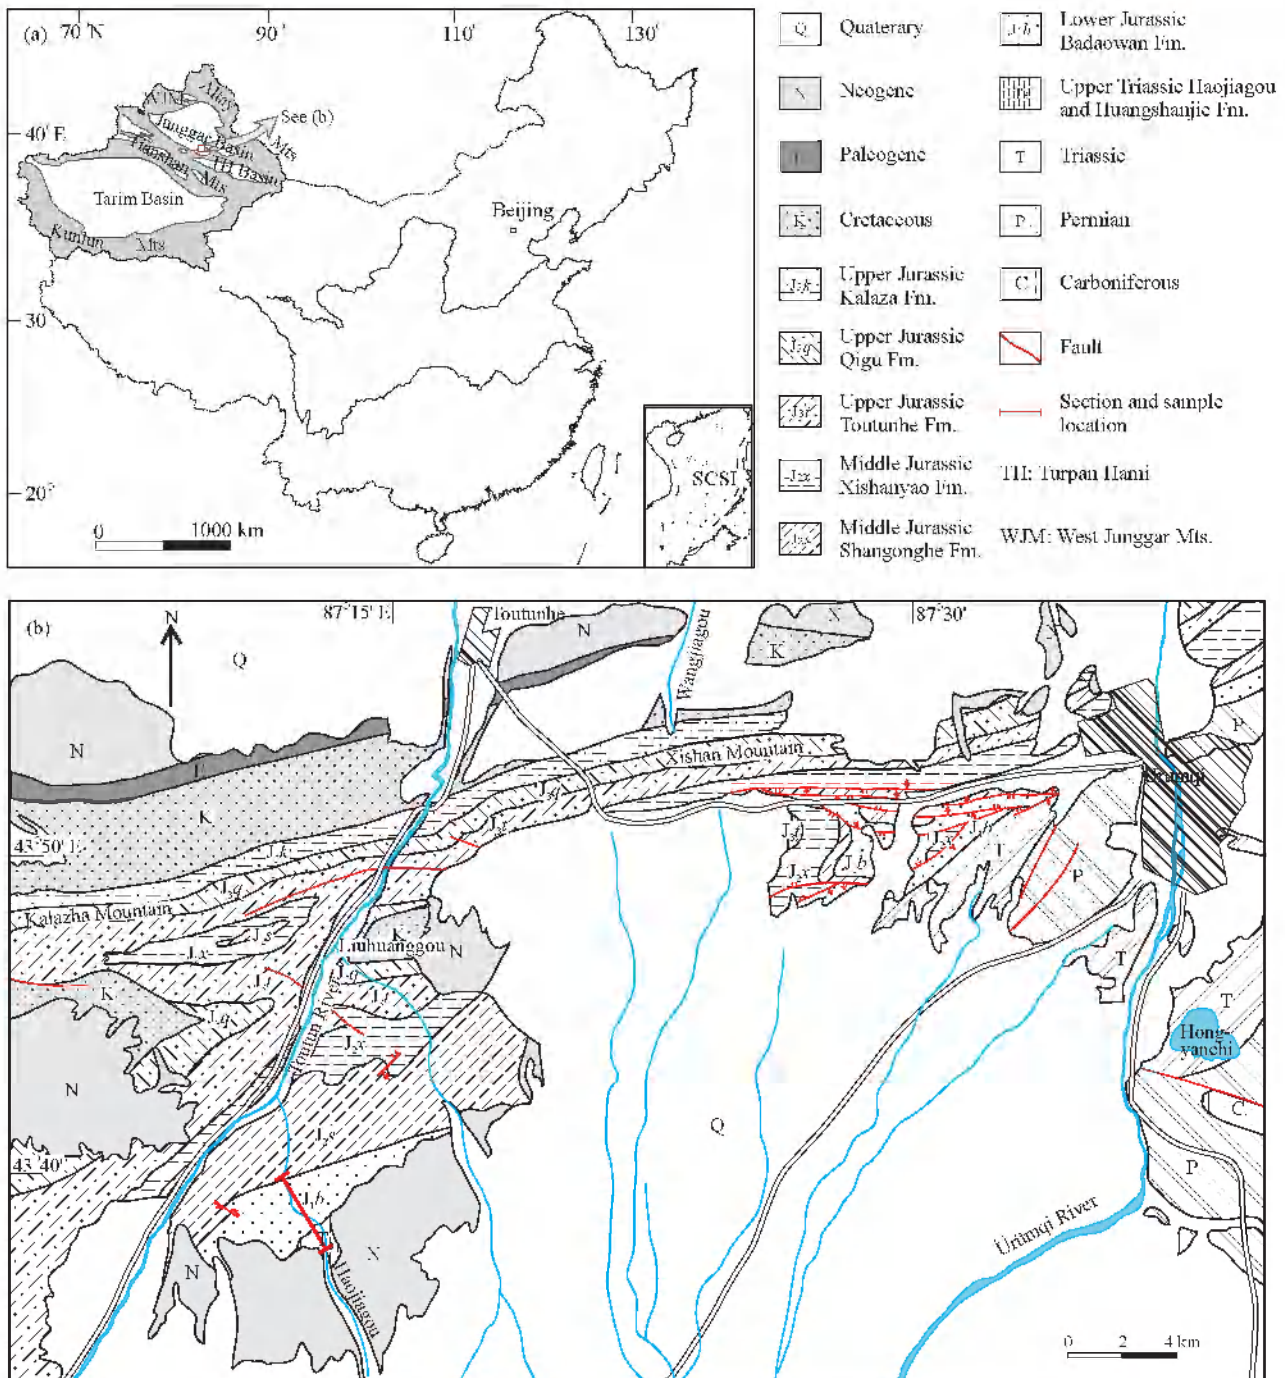 (a)
70°N
90°
110°
130°
40°E
30
20°
WJM
Altay
Mts
Junggar Basin
See (b)
Tianshan Mts
TH Basin
Tarim Basin
Kunlun Mts
Beijing
SCSI
0 1000 km
Q Quaterary
N Neogene
E Paleogene
K Cretaceous
J₃k Upper Jurassic
Kalaza Fm.
J₃q Upper Jurassic
Qigu Fm.
J₃t Upper Jurassic
Toutunhe Fm.
J₂x Middle Jurassic
Xishanyao Fm.
Middle Jurassic
Shangonghe Fm.
J₁b Lower Jurassic
Badaowan Fm.
Upper Triassic Haojiagou
and Huangshanjie Fm.
T Triassic
P Permian
C Carboniferous
Fault
Section and sample
location
TH: Turpan Hami
WJM: West Junggar Mts.
(b)
N
87°15' E
87°30'
Toutunhe
N
Q
Wangjiagou
N
K
N
E
Xishan Mountain
P
Urumqi
K
43°50' E
J₃q
J₃t
J₂x
J₁b
T
P
Kalazha Mountain
Liuhuanggou
K
N
T
K
N
Toutun River
J₂x
T
Hong-
yanchi
C
Q
43°40'
P
J₁b
N
N
Haojiagou
Ürümqi River
0 2 4 km